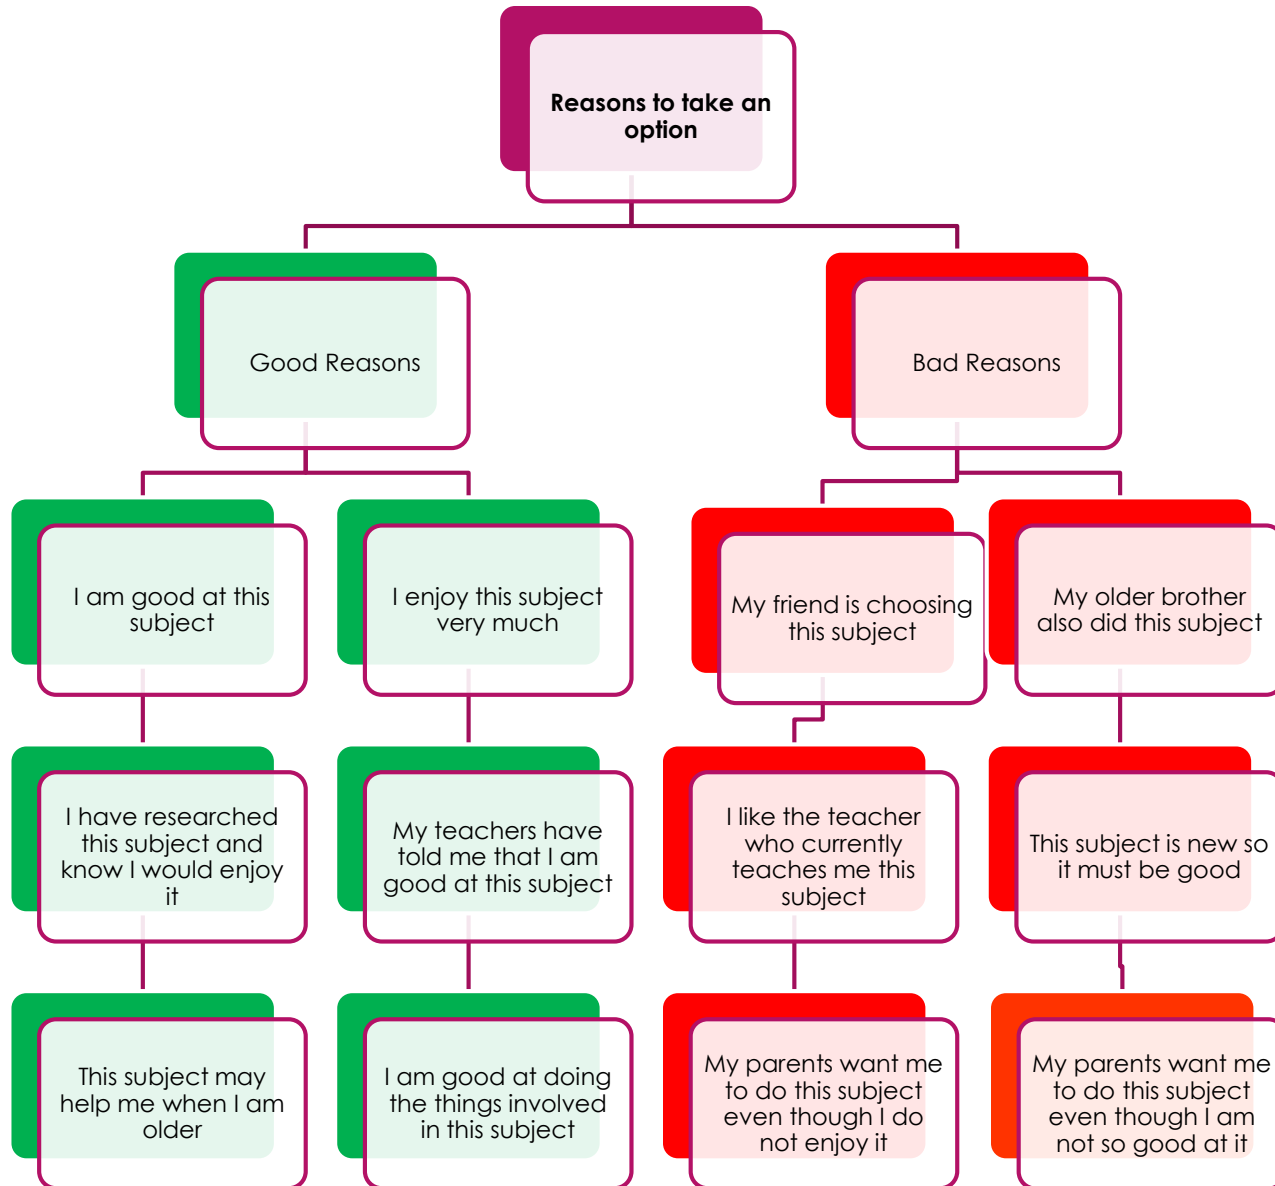 Reasons to take an
option
Good Reasons
Bad Reasons
I am good at this
subject
I enjoy this subject
very much
My friend is choosing
this subject
My older brother
also did this subject
I have researched
this subject and
know I would enjoy
it
My teachers have
told me that I am
good at this subject
I like the teacher
who currently
teaches me this
subject
This subject is new so
it must be good
This subject may
help me when I am
older
I am good at doing
the things involved
in this subject
My parents want me
to do this subject
even though I do
not enjoy it
My parents want me
to do this subject
even though I am
not so good at it